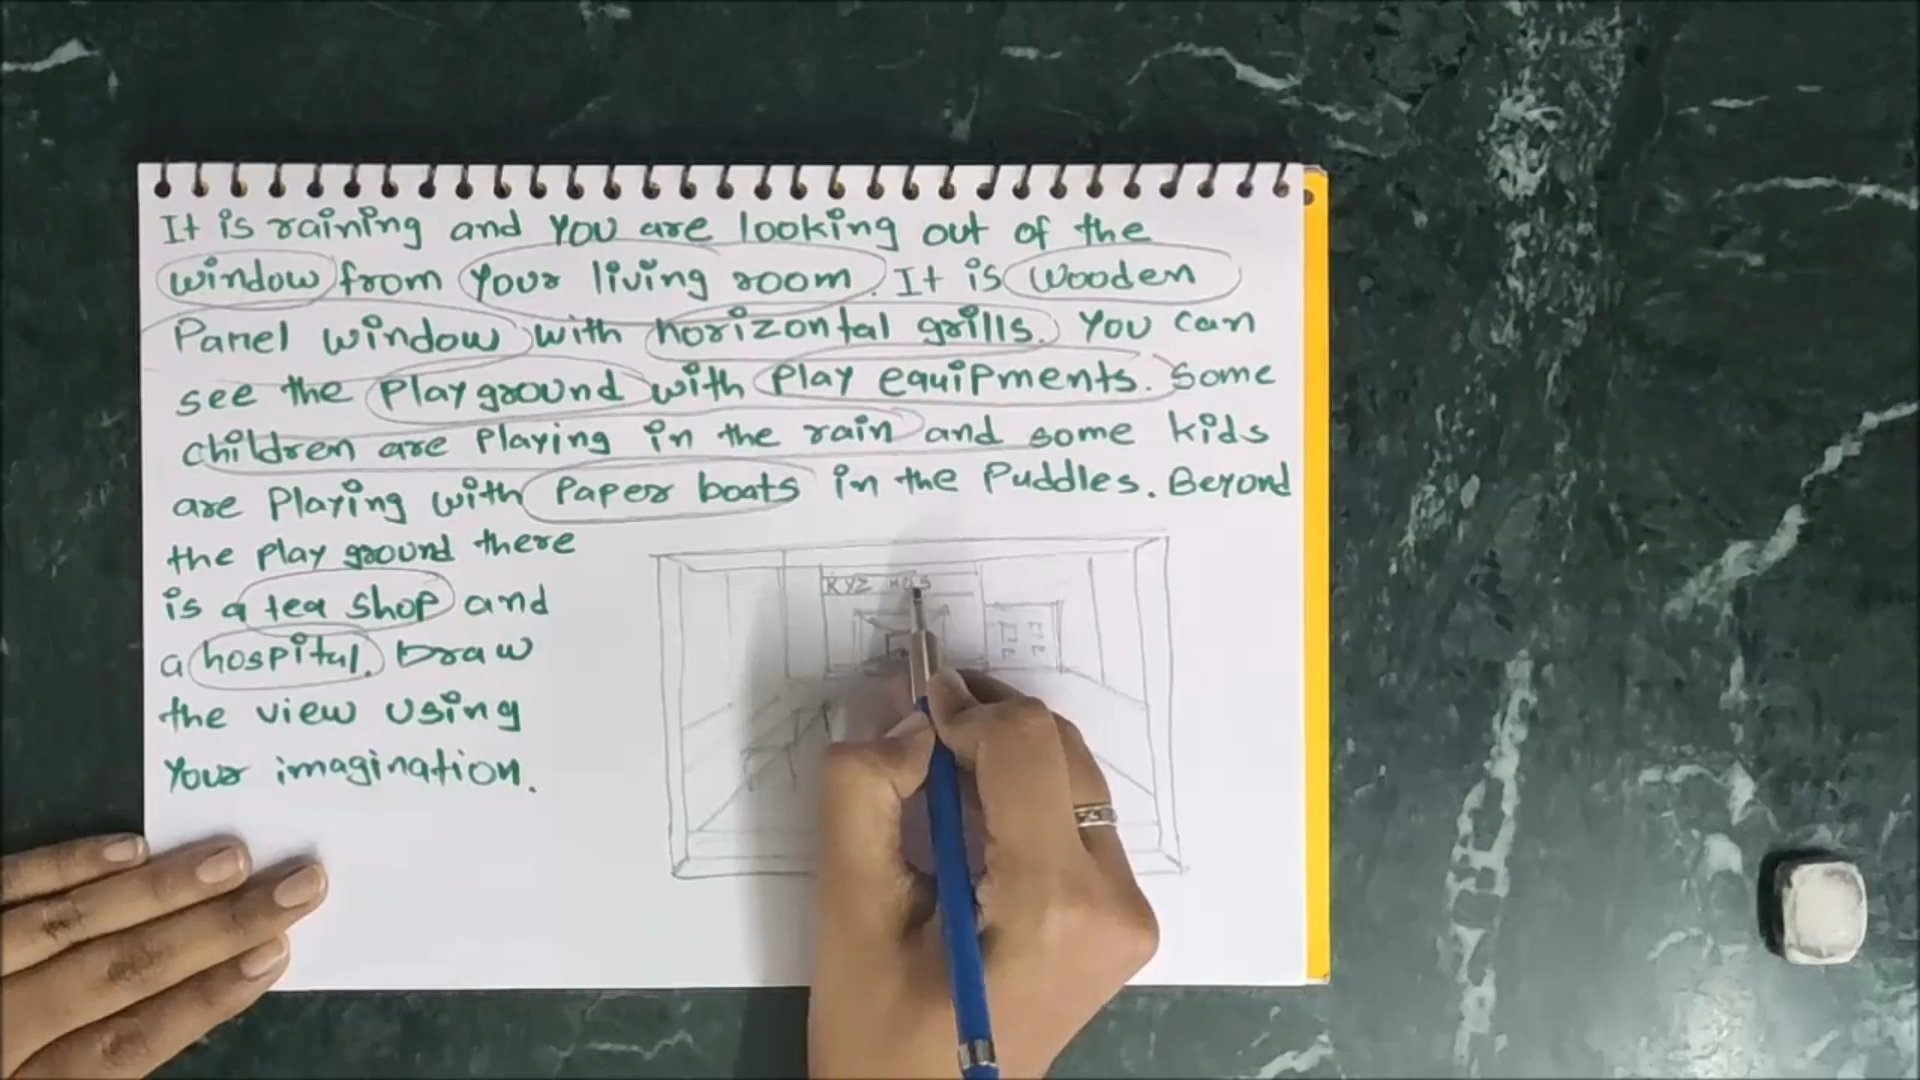 It is raining and you are looking out of the
window from your living room. It is wooden
Panel window with horizontal grills. You can
see the Playground with Play equipments. Some
children are Playing in the rain and some kids
are Playing with Paper boats in the Puddles. Beyond
the play ground there
is a tea shop and
a hospital. Draw
the view using
Your imagination.
XYZ HOS